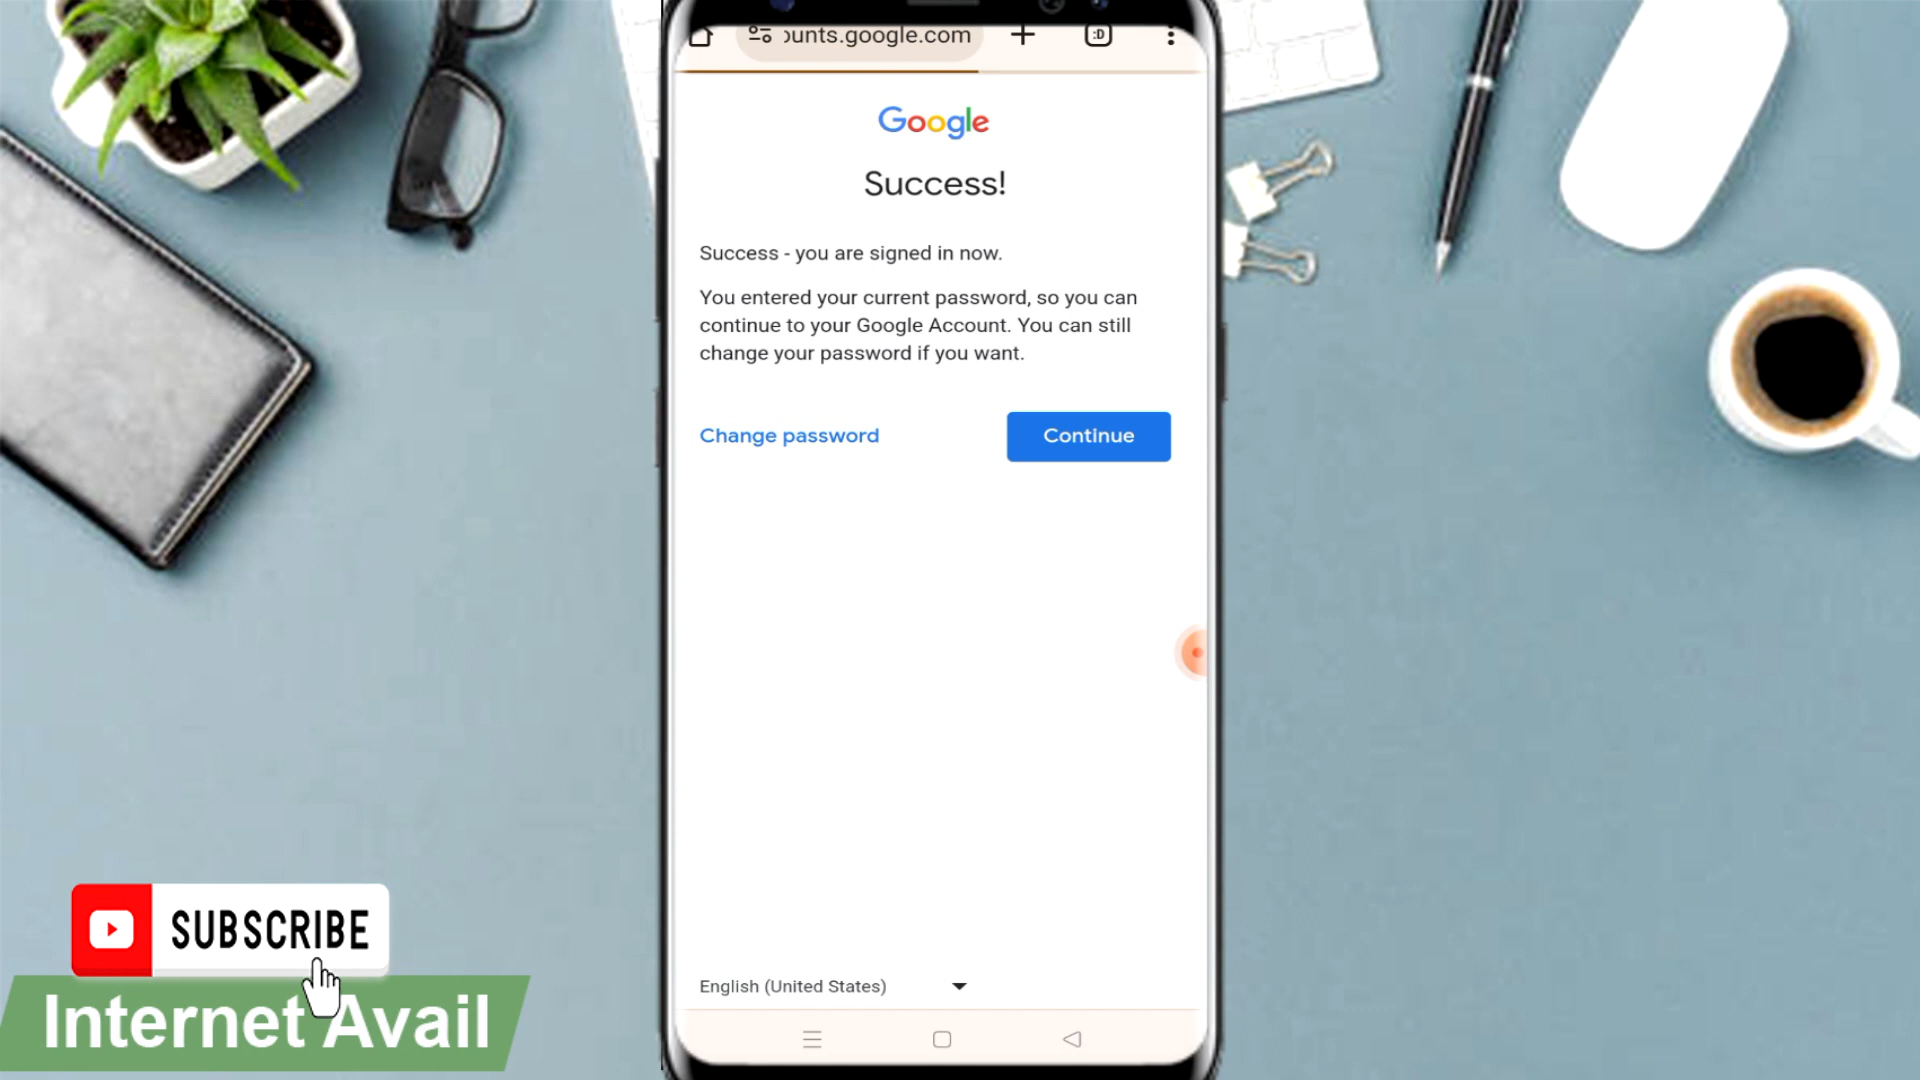 ounts.google.com
:D
Google
Success!
Success - you are signed in now.
You entered your current password, so you can
continue to your Google Account. You can still
change your password if you want.
Change password
Continue
English (United States)
SUBSCRIBE
Internet Avail